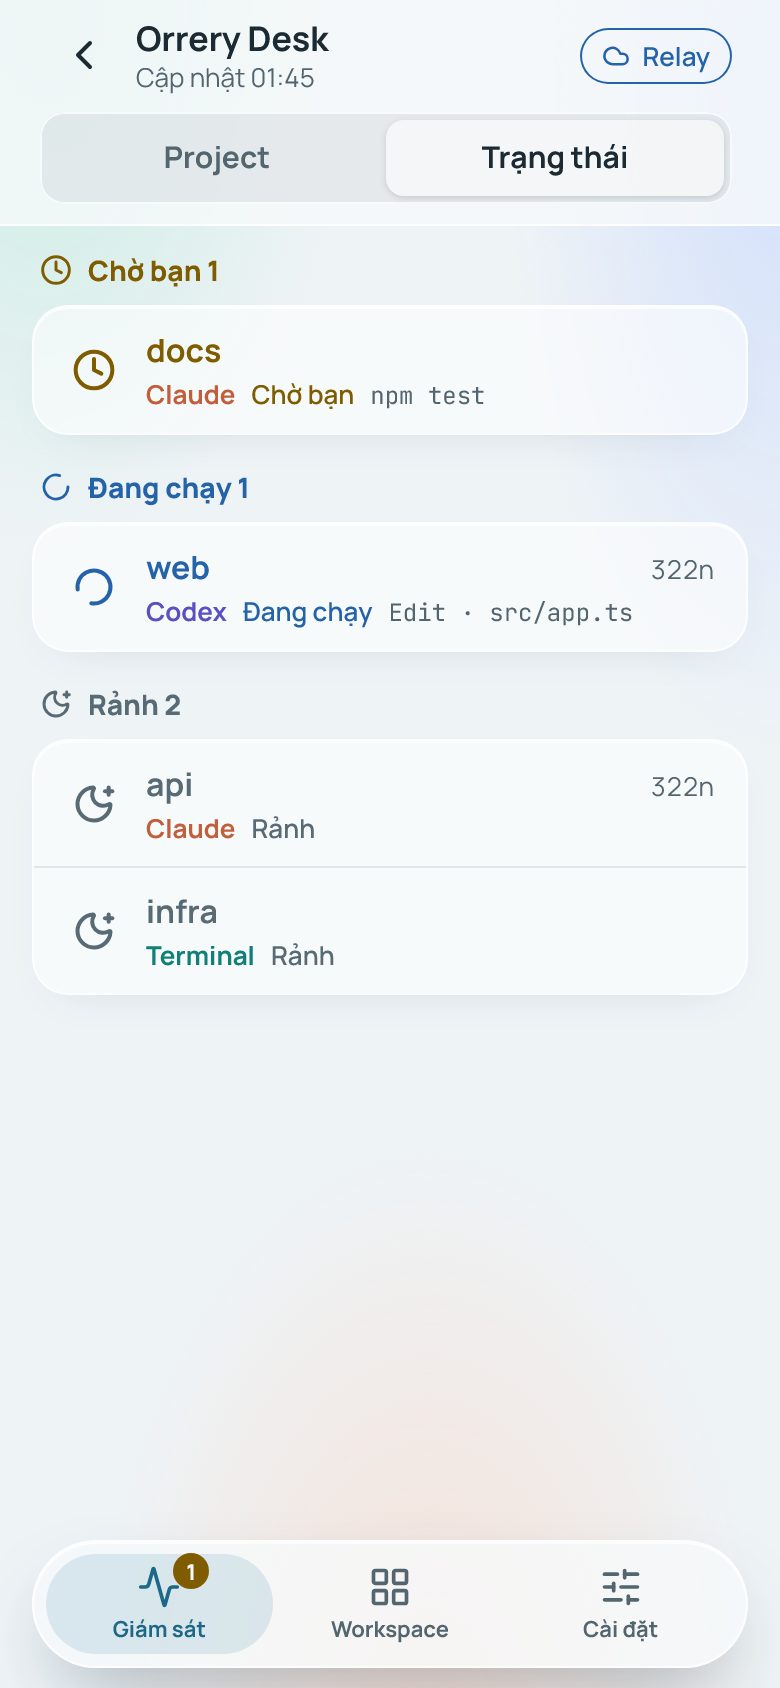 Orrery Desk
Cập nhật 01:45
Relay
Project
Trạng thái
Chờ bạn 1
docs
Claude Chờ bạn npm test
Đang chạy 1
web 322n
Codex Đang chạy Edit · src/app.ts
Rảnh 2
api 322n
Claude Rảnh
infra
Terminal Rảnh
1
Giám sát
Workspace
Cài đặt